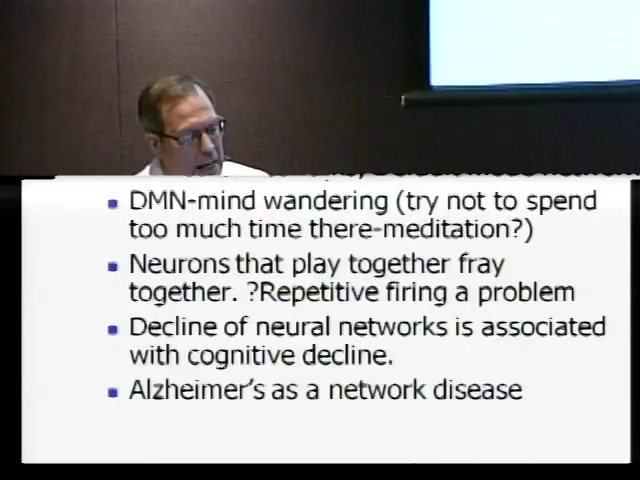 DMN-mind wandering (try not to spend
too much time there-meditation?)
Neurons that play together fray
together. ?Repetitive firing a problem
Decline of neural networks is associated
with cognitive decline.
Alzheimer's as a network disease